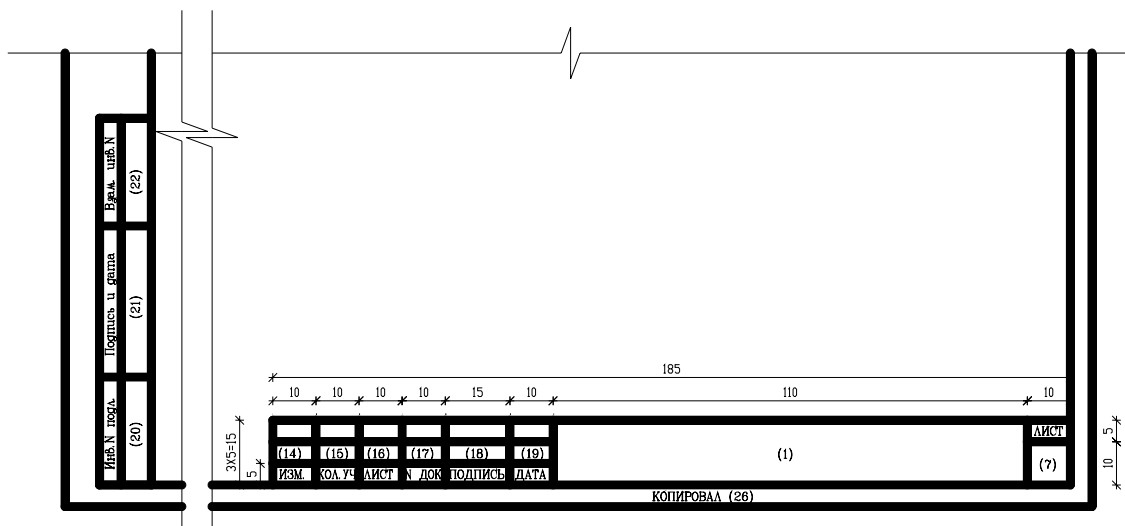 Взам. инв.N
(22)
Подпись и дата
(21)
Инв.N подл.
(20)
185
10 10 10 10 15 10 110 10
3X5=15
5
(14) (15) (16) (17) (18) (19)
ИЗМ. КОЛ.УЧ ЛИСТ N ДОК ПОДПИСЬ ДАТА
(1)
ЛИСТ
(7)
5
10
КОПИРОВАЛ (26)